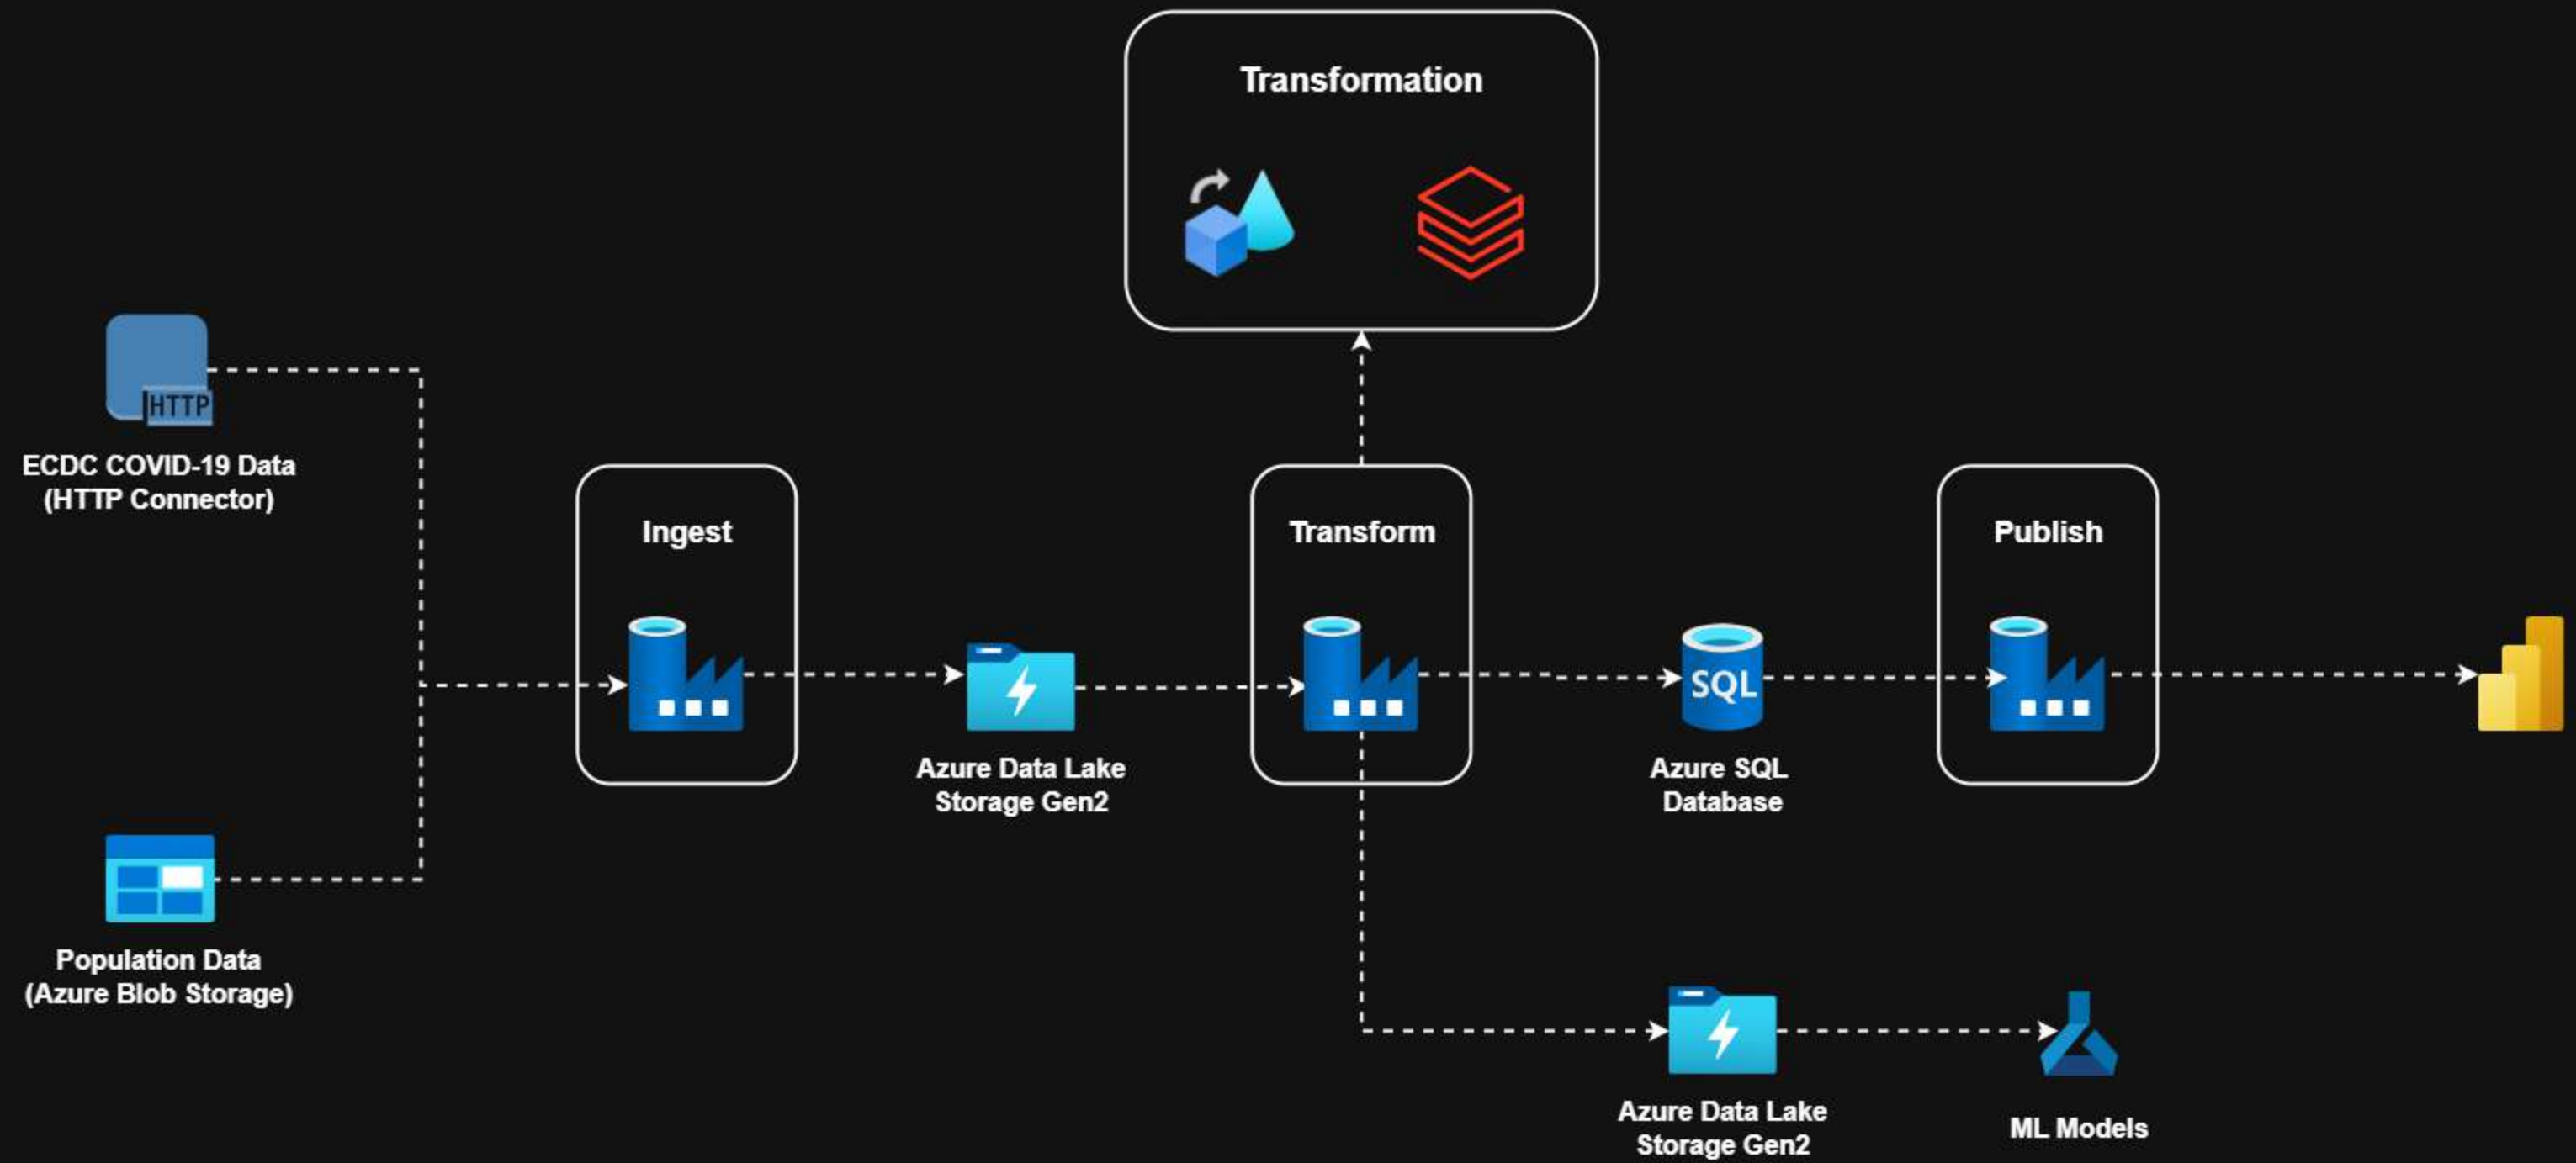 Transformation
HTTP
ECDC COVID-19 Data
(HTTP Connector)
Ingest
Transform
Publish
SQL
Azure Data Lake
Storage Gen2
Azure SQL
Database
Population Data
(Azure Blob Storage)
Azure Data Lake
Storage Gen2
ML Models